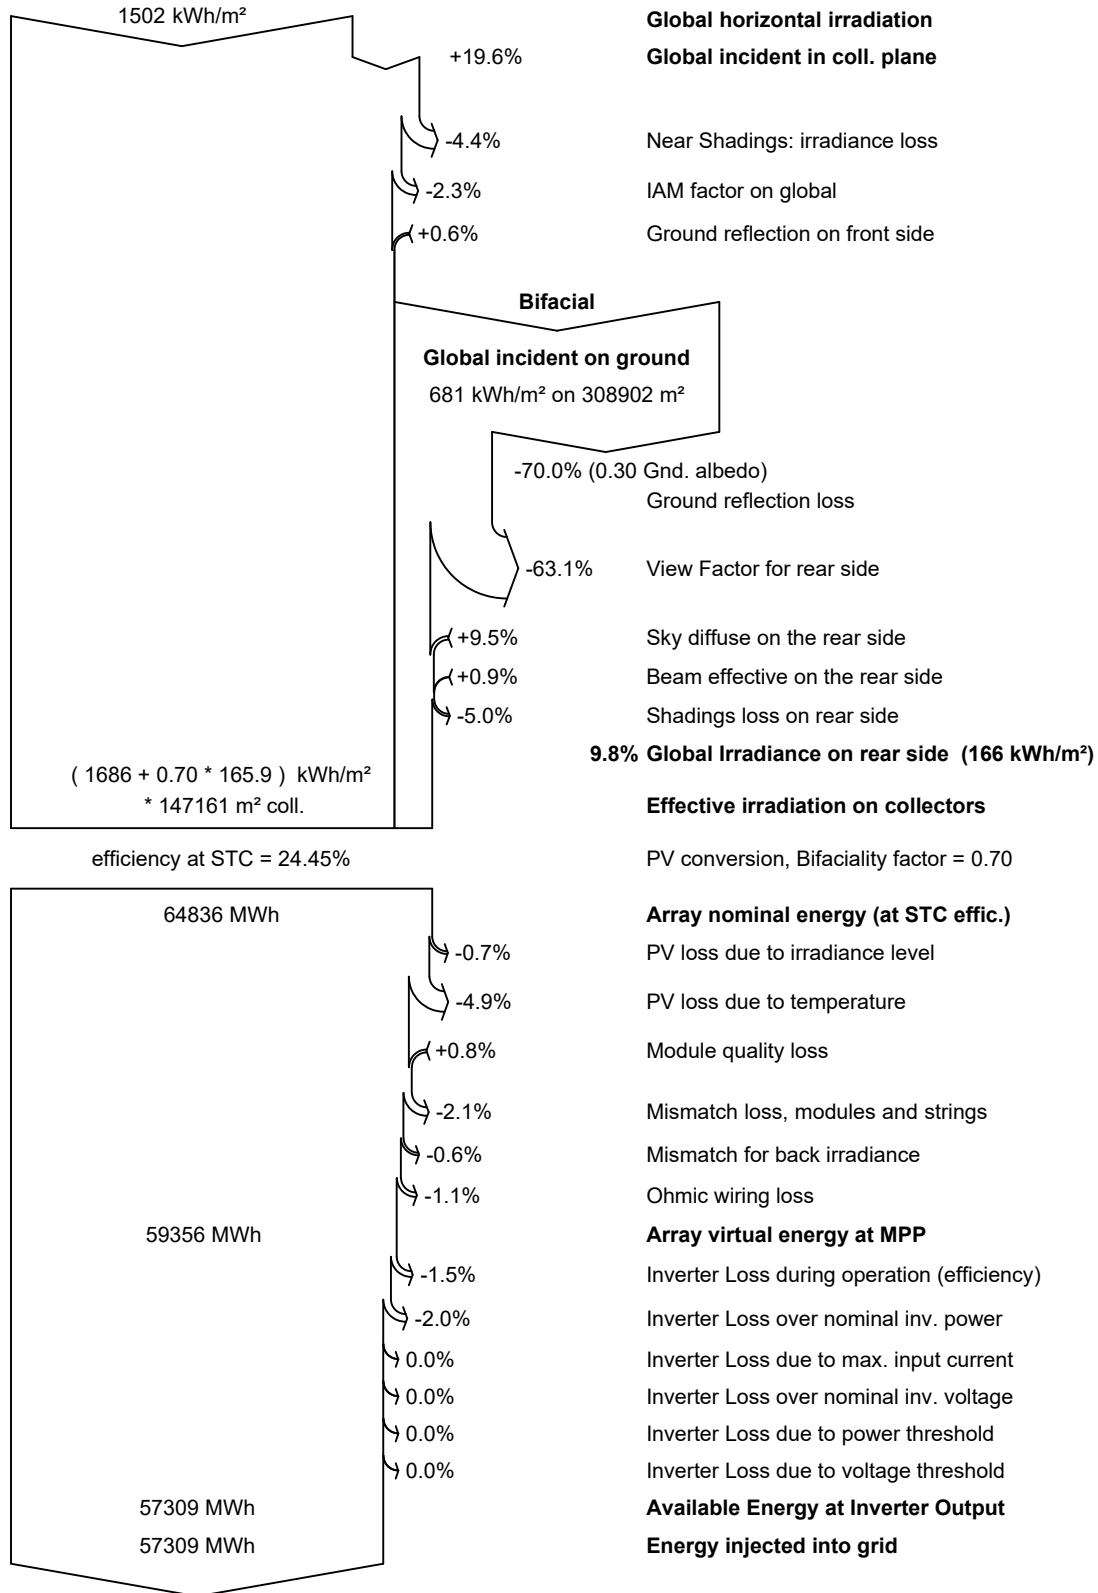 1502 kWh/m² Global horizontal irradiation
+19.6% Global incident in coll. plane
-4.4% Near Shadings: irradiance loss
-2.3% IAM factor on global
+0.6% Ground reflection on front side
Bifacial
Global incident on ground
681 kWh/m² on 308902 m²
-70.0% (0.30 Gnd. albedo)
Ground reflection loss
-63.1% View Factor for rear side
+9.5% Sky diffuse on the rear side
+0.9% Beam effective on the rear side
-5.0% Shadings loss on rear side
9.8% Global Irradiance on rear side (166 kWh/m²)
( 1686 + 0.70 * 165.9 ) kWh/m²
* 147161 m² coll. Effective irradiation on collectors
efficiency at STC = 24.45% PV conversion, Bifaciality factor = 0.70
64836 MWh Array nominal energy (at STC effic.)
-0.7% PV loss due to irradiance level
-4.9% PV loss due to temperature
+0.8% Module quality loss
-2.1% Mismatch loss, modules and strings
-0.6% Mismatch for back irradiance
-1.1% Ohmic wiring loss
59356 MWh Array virtual energy at MPP
-1.5% Inverter Loss during operation (efficiency)
-2.0% Inverter Loss over nominal inv. power
0.0% Inverter Loss due to max. input current
0.0% Inverter Loss over nominal inv. voltage
0.0% Inverter Loss due to power threshold
0.0% Inverter Loss due to voltage threshold
57309 MWh Available Energy at Inverter Output
57309 MWh Energy injected into grid